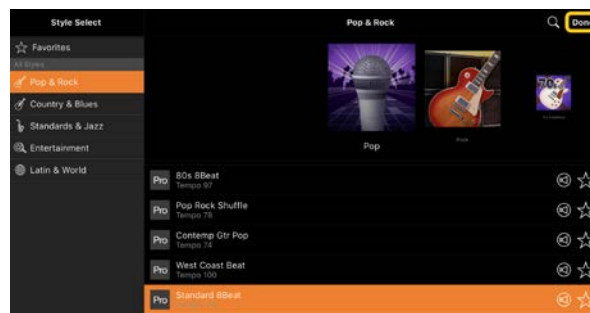 Style Select
Pop & Rock
Done
Favorites
All Styles
Pop & Rock
Country & Blues
Standards & Jazz
Entertainment
Latin & World
Pop
Rock
70s
Pro
80s 8Beat
Tempo 97
Pro
Pop Rock Shuffle
Tempo 78
Pro
Contemp Gtr Pop
Tempo 74
Pro
West Coast Beat
Tempo 100
Pro
Standard 8Beat